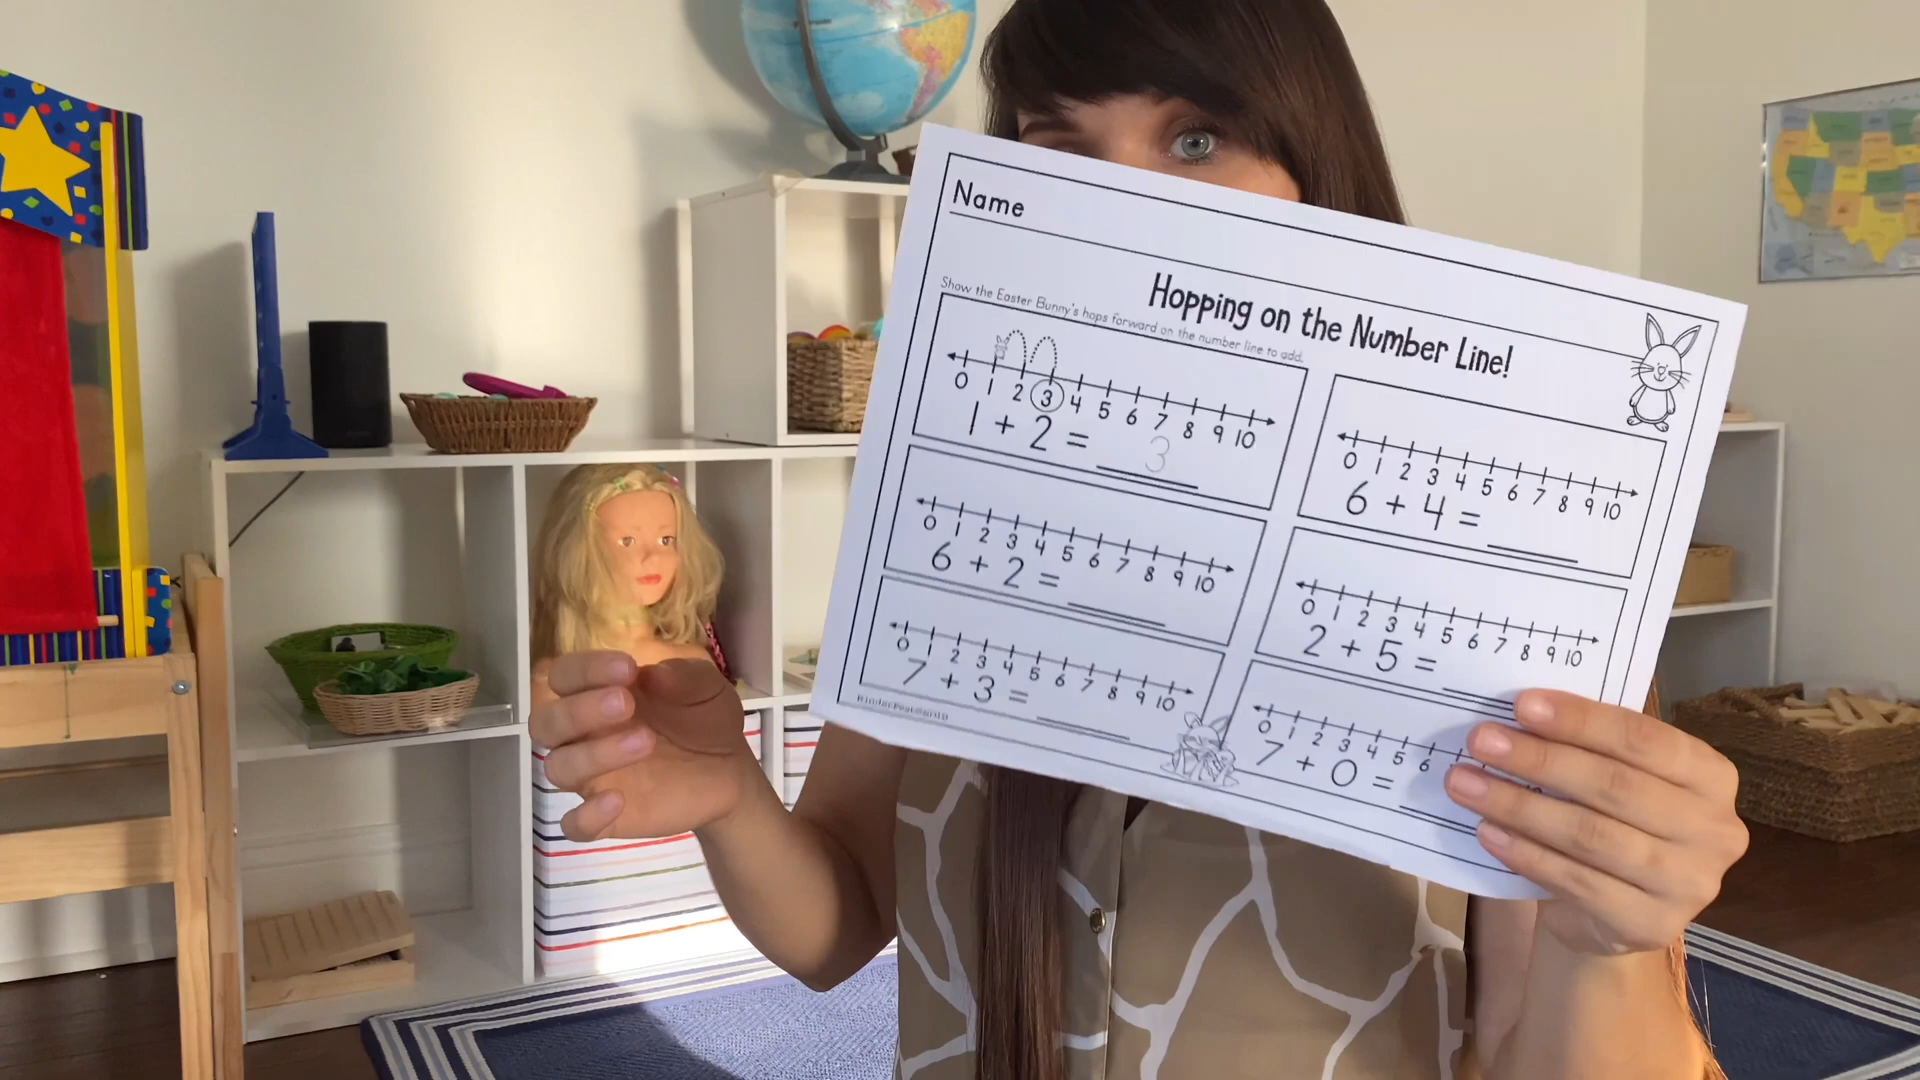 Name
Hopping on the Number Line!
Show the Easter Bunny's hops forward on the number line to add.
0 1 2 3 4 5 6 7 8 9 10
1 + 2 = 3
0 1 2 3 4 5 6 7 8 9 10
6 + 4 =
0 1 2 3 4 5 6 7 8 9 10
6 + 2 =
0 1 2 3 4 5 6 7 8 9 10
2 + 5 =
0 1 2 3 4 5 6 7 8 9 10
7 + 3 =
0 1 2 3 4 5 6
7 + 0 =